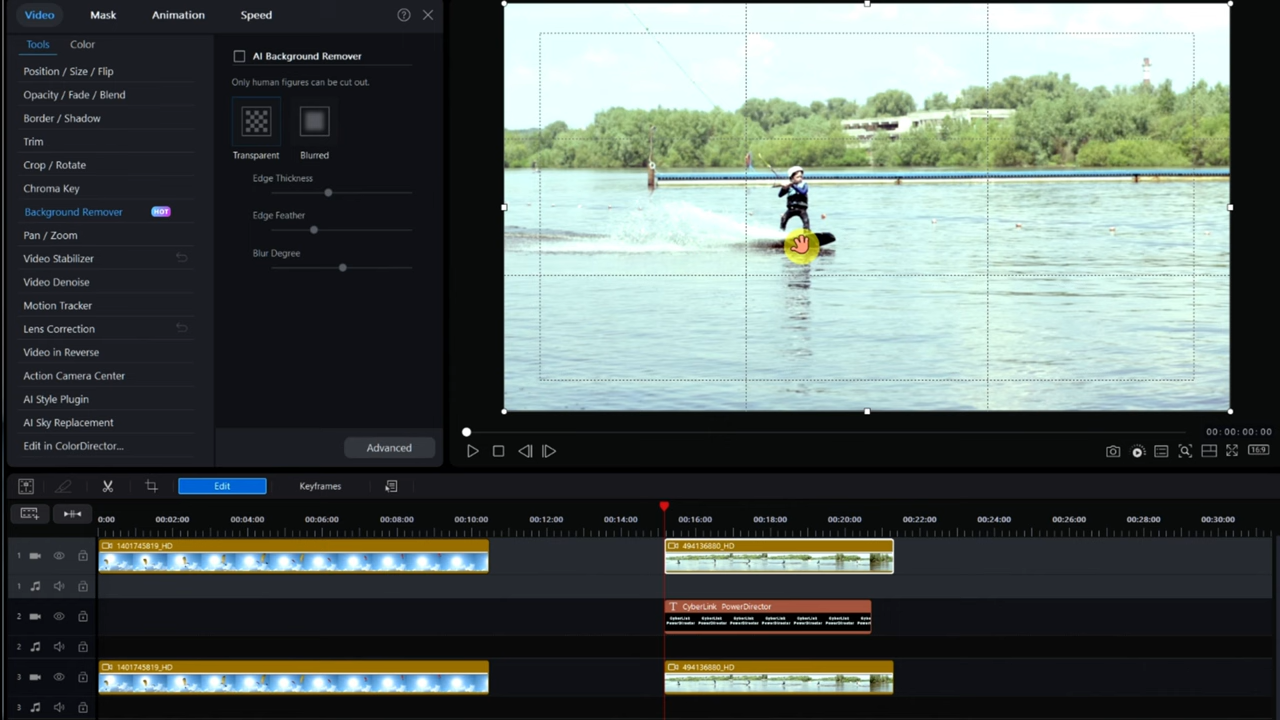 Video Mask Animation Speed
Tools Color
Position / Size / Flip
Opacity / Fade / Blend
Border / Shadow
Trim
Crop / Rotate
Chroma Key
Background Remover HOT
Pan / Zoom
Video Stabilizer
Video Denoise
Motion Tracker
Lens Correction
Video in Reverse
Action Camera Center
AI Style Plugin
AI Sky Replacement
Edit in ColorDirector...
AI Background Remover
Only human figures can be cut out.
Transparent Blurred
Edge Thickness
Edge Feather
Blur Degree
Advanced
00:00:00:00
16:9
Edit Keyframes
0:00 00:02:00 00:04:00 00:06:00 00:08:00 00:10:00 00:12:00 00:14:00 00:16:00 00:18:00 00:20:00 00:22:00 00:24:00 00:26:00 00:28:00 00:30:00
1 1401745819_HD 494136880_HD
1
2 CyberLink PowerDirector
2
3 1401745819_HD 494136880_HD
3